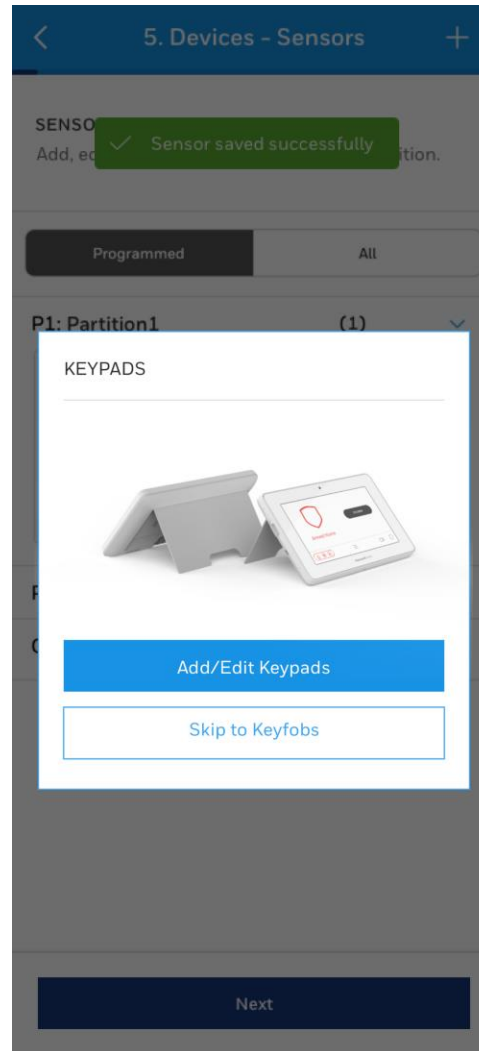 5. Devices - Sensors
SENSO
Add, ed
ition.
Sensor saved successfully
Programmed
All
P1: Partition1
(1)
KEYPADS
Add/Edit Keypads
Skip to Keyfobs
Next